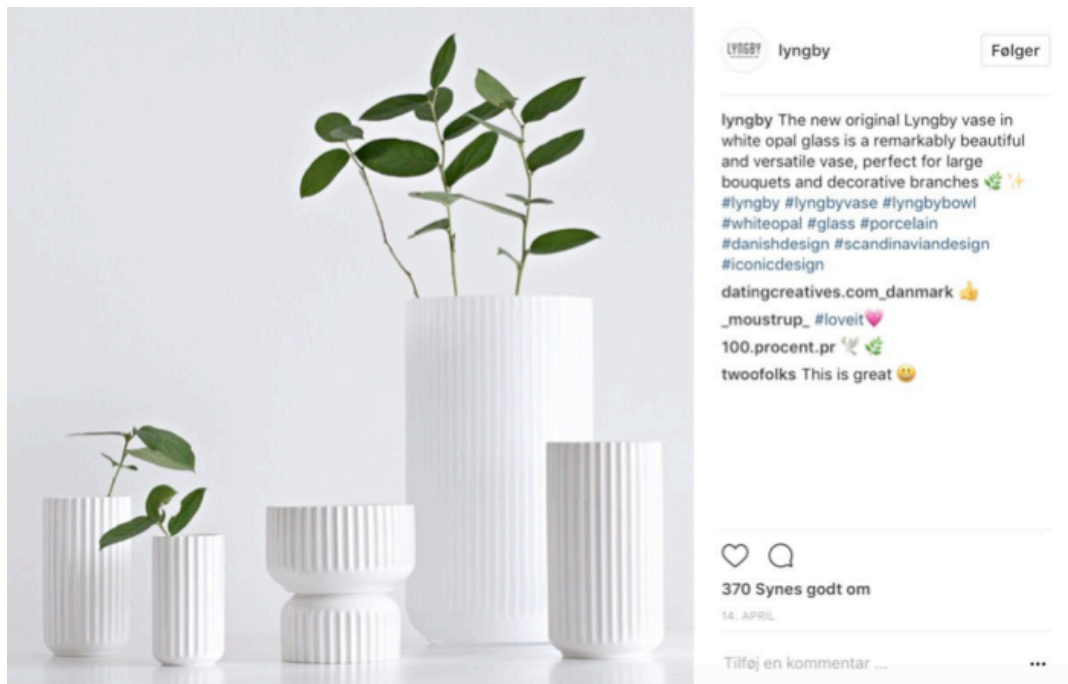 LYNGBY
lyngby
Følger
lyngby The new original Lyngby vase in
white opal glass is a remarkably beautiful
and versatile vase, perfect for large
bouquets and decorative branches 🌿 ✨
#lyngby #lyngbyvase #lyngbybowl
#whiteopal #glass #porcelain
#danishdesign #scandinaviandesign
#iconicdesign
datingcreatives.com_danmark 👍
_moustrup_ #loveit💗
100.procent.pr 🕊 🌿
twoofolks This is great 😃
370 Synes godt om
14. APRIL
Tilføj en kommentar ...